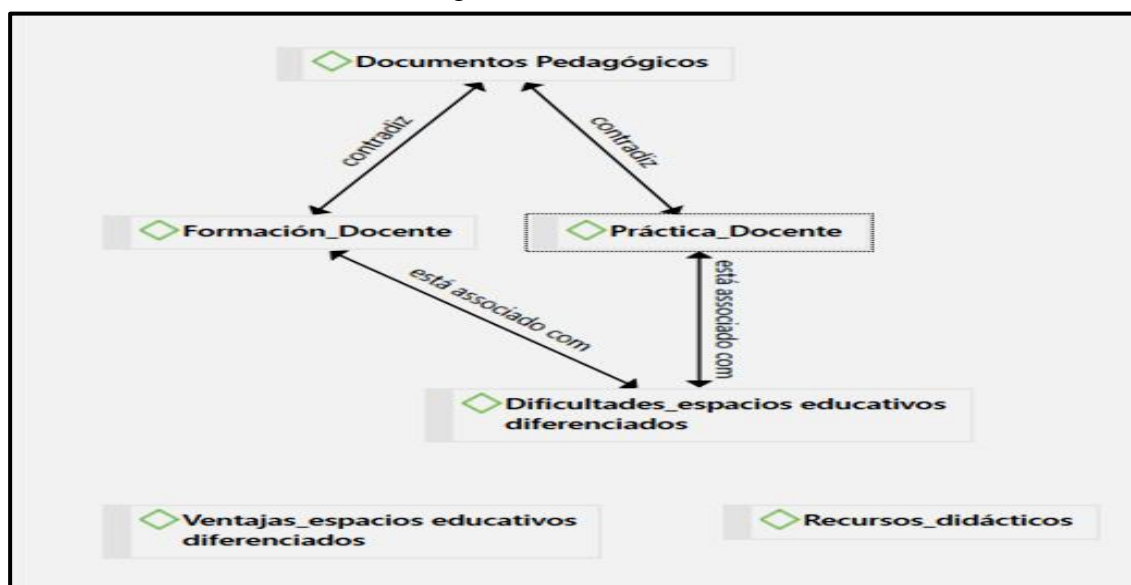 Documentos Pedagógicos
contradiz
contradiz
Formación_Docente
Práctica_Docente
está associado com
está associado com
Dificultades_espacios educativos
diferenciados
Ventajas_espacios educativos
diferenciados
Recursos_didácticos